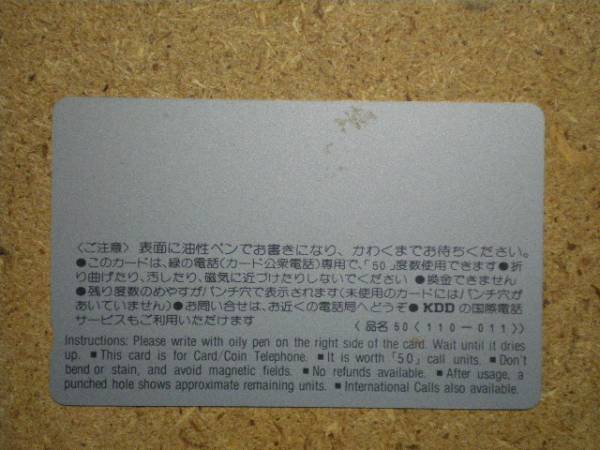 〈ご注意〉表面に油性ペンでお書きになり、かわくまでお待ちください。
●このカードは、緑の電話(カード公衆電話)専用で、「50」度数使用できます●折
り曲げたり、汚したり、磁気に近づけたりしないでください ●換金できません
●残り度数のめやすがパンチ穴で表示されます(未使用のカードにはパンチ穴が
あいていません)●お問い合せは、お近くの電話局へどうぞ●KDDの国際電話
サービスもご利用いただけます
〈品名 50〈110-011〉〉
Instructions: Please write with oily pen on the right side of the card. Wait until it dries
up. ■ This card is for Card/Coin Telephone. ■ It is worth「50」call units. ■ Don't
bend or stain, and avoid magnetic fields. ■ No refunds available. ■ After usage, a
punched hole shows approximate remaining units. ■ International Calls also available.